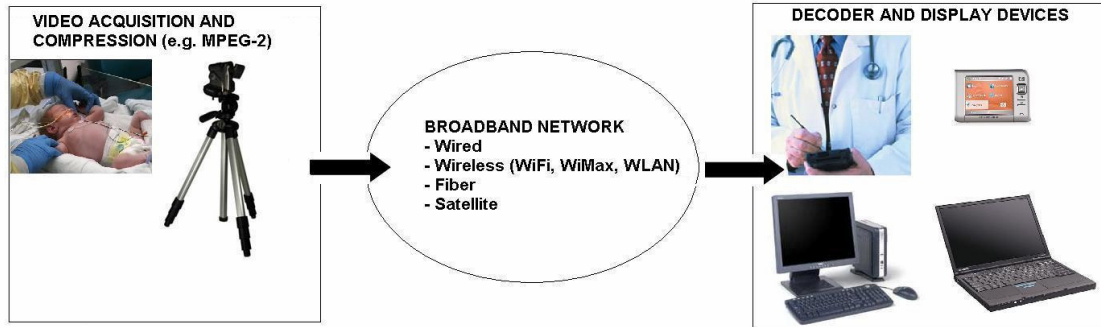 VIDEO ACQUISITION AND
COMPRESSION (e.g. MPEG-2)
BROADBAND NETWORK
- Wired
- Wireless (WiFi, WiMax, WLAN)
- Fiber
- Satellite
DECODER AND DISPLAY DEVICES